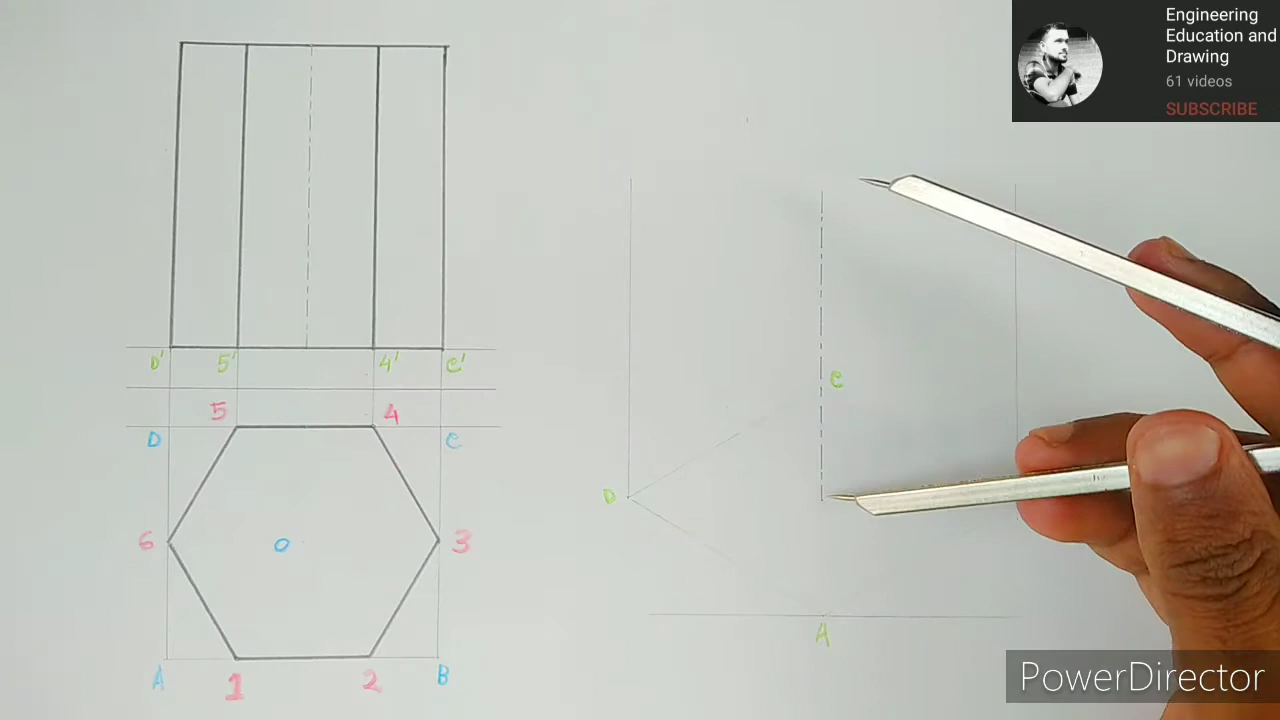 Engineering
Education and
Drawing
61 videos
SUBSCRIBE
D' 5' 4' C'
5 4
D C
6 O 3
A 1 2 B
C
D
A
PowerDirector